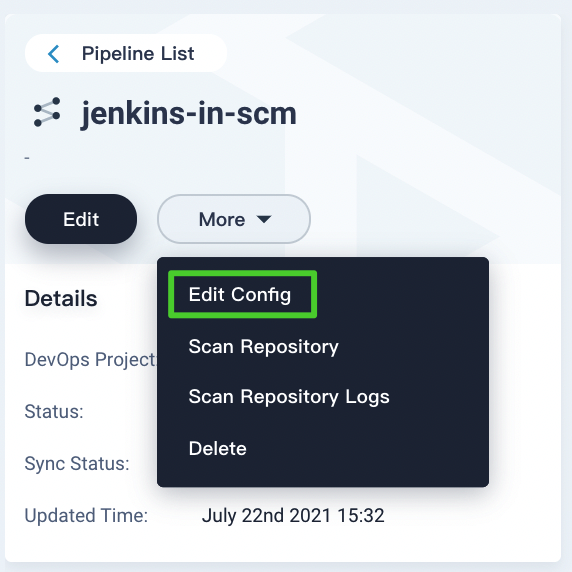 Pipeline List
jenkins-in-scm
-
Edit
More
Edit Config
Scan Repository
Scan Repository Logs
Delete
Details
DevOps Project:
Status:
Sync Status:
Updated Time: July 22nd 2021 15:32